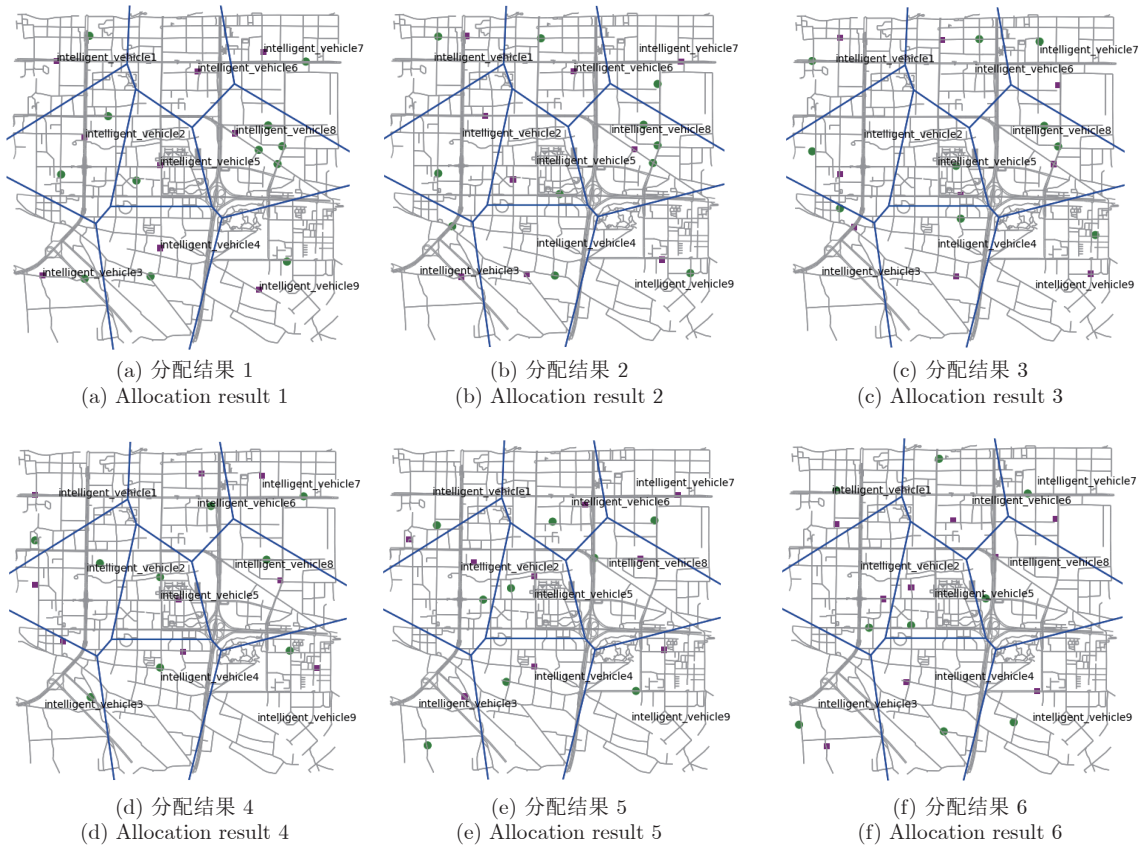 intelligent_vehicle7
intelligent_vehicle1
intelligent_vehicle6
intelligent_vehicle2
intelligent_vehicle8
intelligent_vehicle5
intelligent_vehicle4
intelligent_vehicle3
intelligent_vehicle9
(a) 分配结果 1
(a) Allocation result 1
intelligent_vehicle7
intelligent_vehicle1
intelligent_vehicle6
intelligent_vehicle2
intelligent_vehicle8
intelligent_vehicle5
intelligent_vehicle4
intelligent_vehicle3
intelligent_vehicle9
(b) 分配结果 2
(b) Allocation result 2
intelligent_vehicle7
intelligent_vehicle1
intelligent_vehicle6
intelligent_vehicle2
intelligent_vehicle8
intelligent_vehicle5
intelligent_vehicle4
intelligent_vehicle3
intelligent_vehicle9
(c) 分配结果 3
(c) Allocation result 3
intelligent_vehicle7
intelligent_vehicle1
intelligent_vehicle6
intelligent_vehicle2
intelligent_vehicle8
intelligent_vehicle5
intelligent_vehicle4
intelligent_vehicle3
intelligent_vehicle9
(d) 分配结果 4
(d) Allocation result 4
intelligent_vehicle7
intelligent_vehicle1
intelligent_vehicle6
intelligent_vehicle2
intelligent_vehicle8
intelligent_vehicle5
intelligent_vehicle4
intelligent_vehicle3
intelligent_vehicle9
(e) 分配结果 5
(e) Allocation result 5
intelligent_vehicle7
intelligent_vehicle1
intelligent_vehicle6
intelligent_vehicle2
intelligent_vehicle8
intelligent_vehicle5
intelligent_vehicle4
intelligent_vehicle3
intelligent_vehicle9
(f) 分配结果 6
(f) Allocation result 6